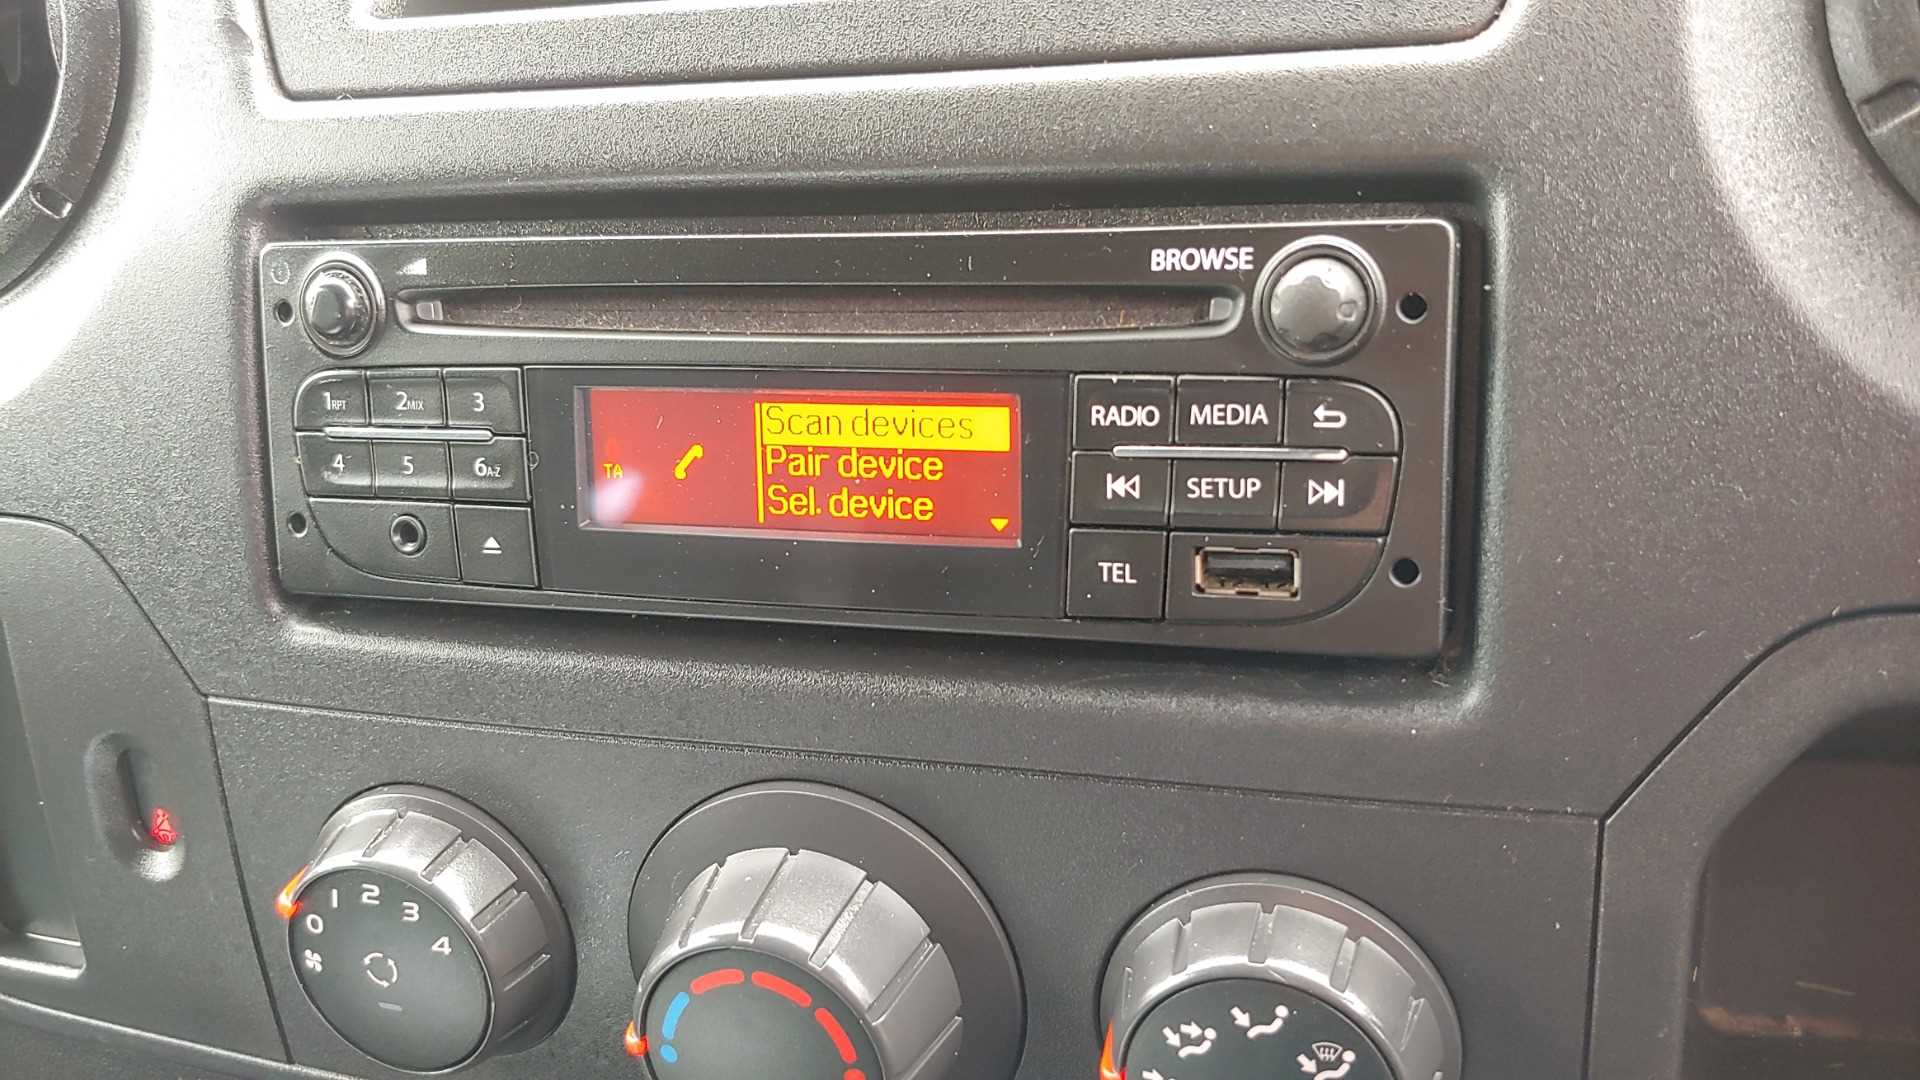 BROWSE
1RPT 2MIX 3
4 5 6A-Z
TA
Scan devices
Pair device
Sel. device
RADIO MEDIA
SETUP
TEL
0 1 2 3 4